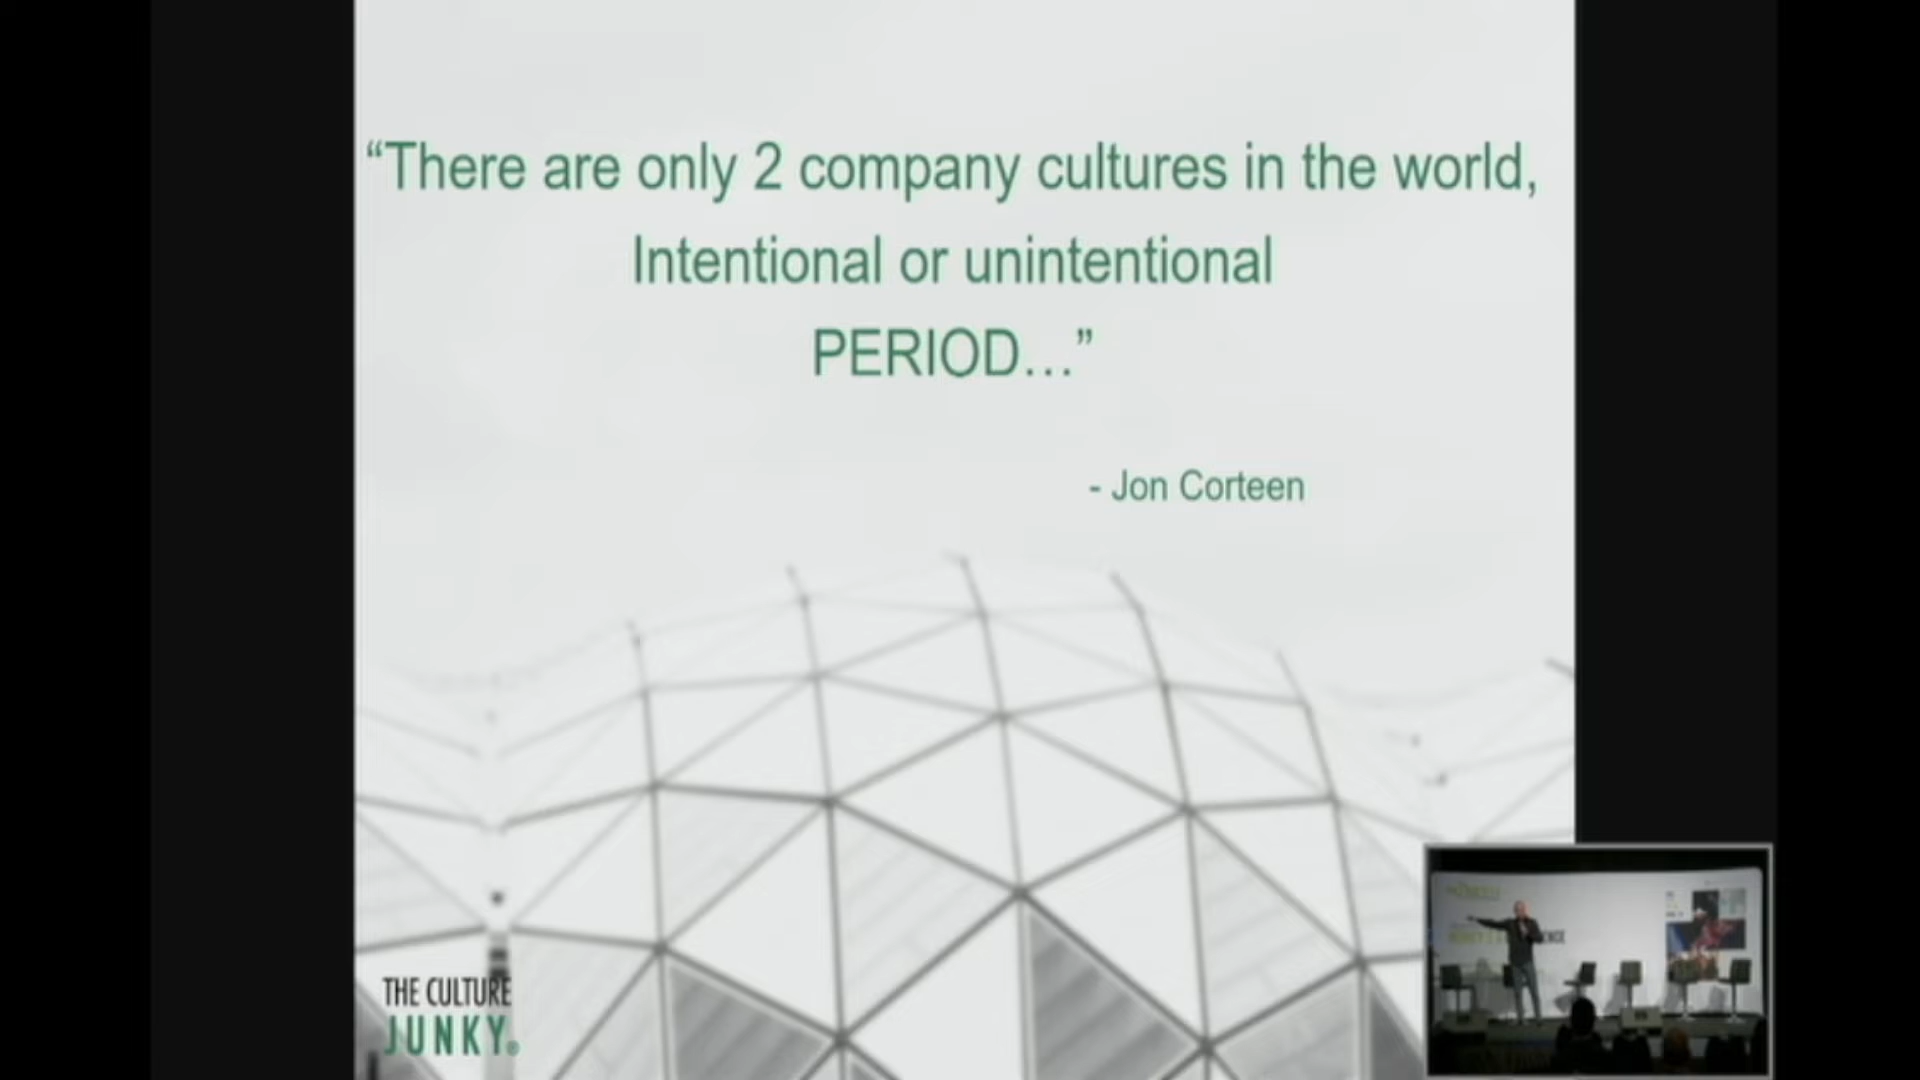 “There are only 2 company cultures in the world,
Intentional or unintentional
PERIOD…”
- Jon Corteen
THE CULTURE
JUNKY®